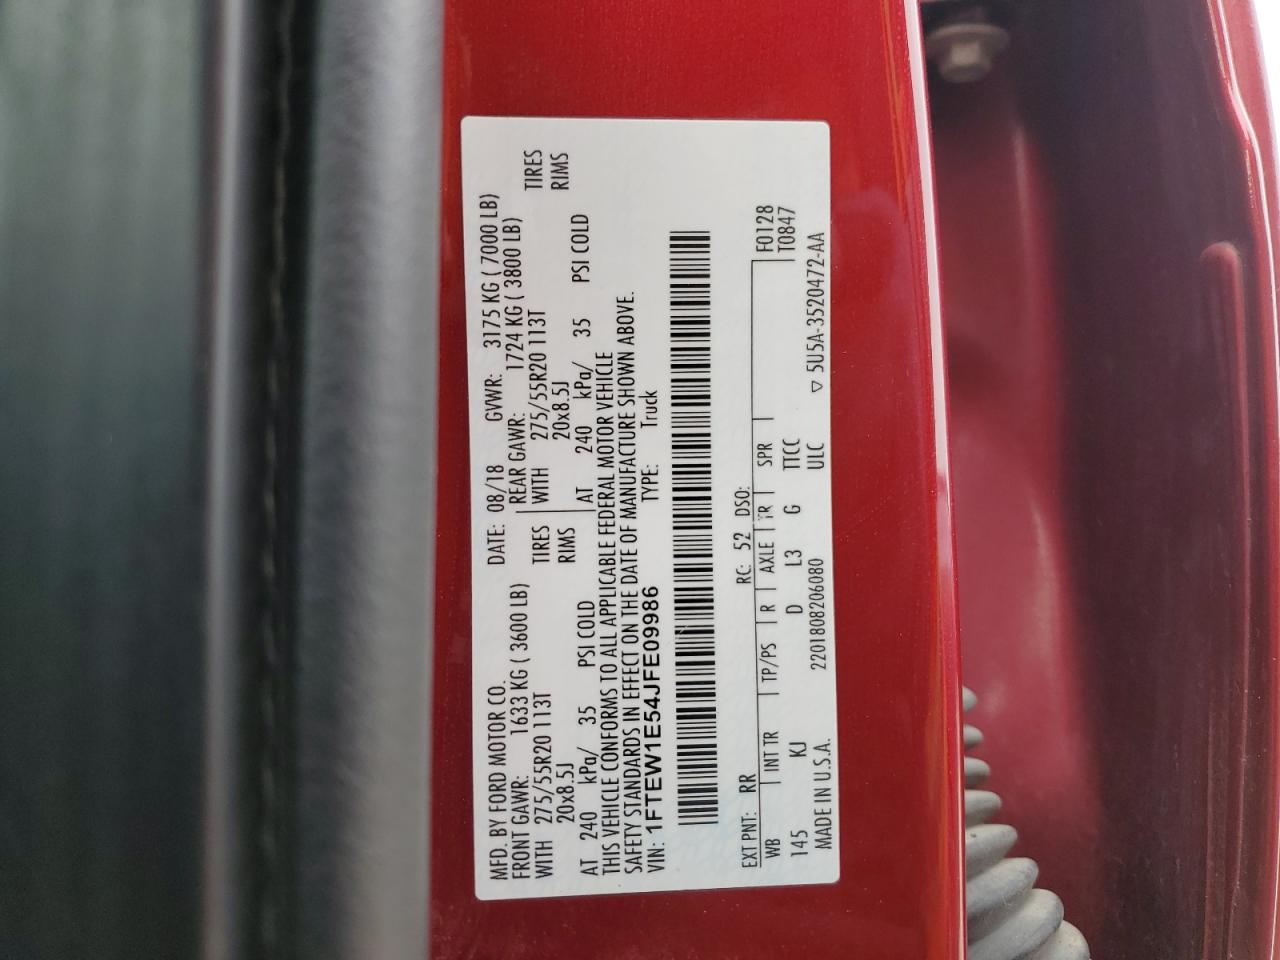 MFD. BY FORD MOTOR CO. DATE: 08/18 GVWR: 3175 KG ( 7000 LB)
FRONT GAWR: 1633 KG ( 3600 LB) REAR GAWR: 1724 KG ( 3800 LB)
WITH 275/55R20 113T TIRES WITH 275/55R20 113T TIRES
20x8.5J RIMS 20x8.5J RIMS
AT 240 kPa/ 35 PSI COLD AT 240 kPa/ 35 PSI COLD
THIS VEHICLE CONFORMS TO ALL APPLICABLE FEDERAL MOTOR VEHICLE
SAFETY STANDARDS IN EFFECT ON THE DATE OF MANUFACTURE SHOWN ABOVE.
VIN: 1FTEW1E54JFE09986 TYPE: Truck
EXT PNT: RR RC: 52 DSO: F0128
WB INT TR TP/PS R AXLE TR SPR T0847
145 KJ D L3 G TTCC
MADE IN U.S.A. 2201808206080 ULC ▽ 5U5A-3520472-AA